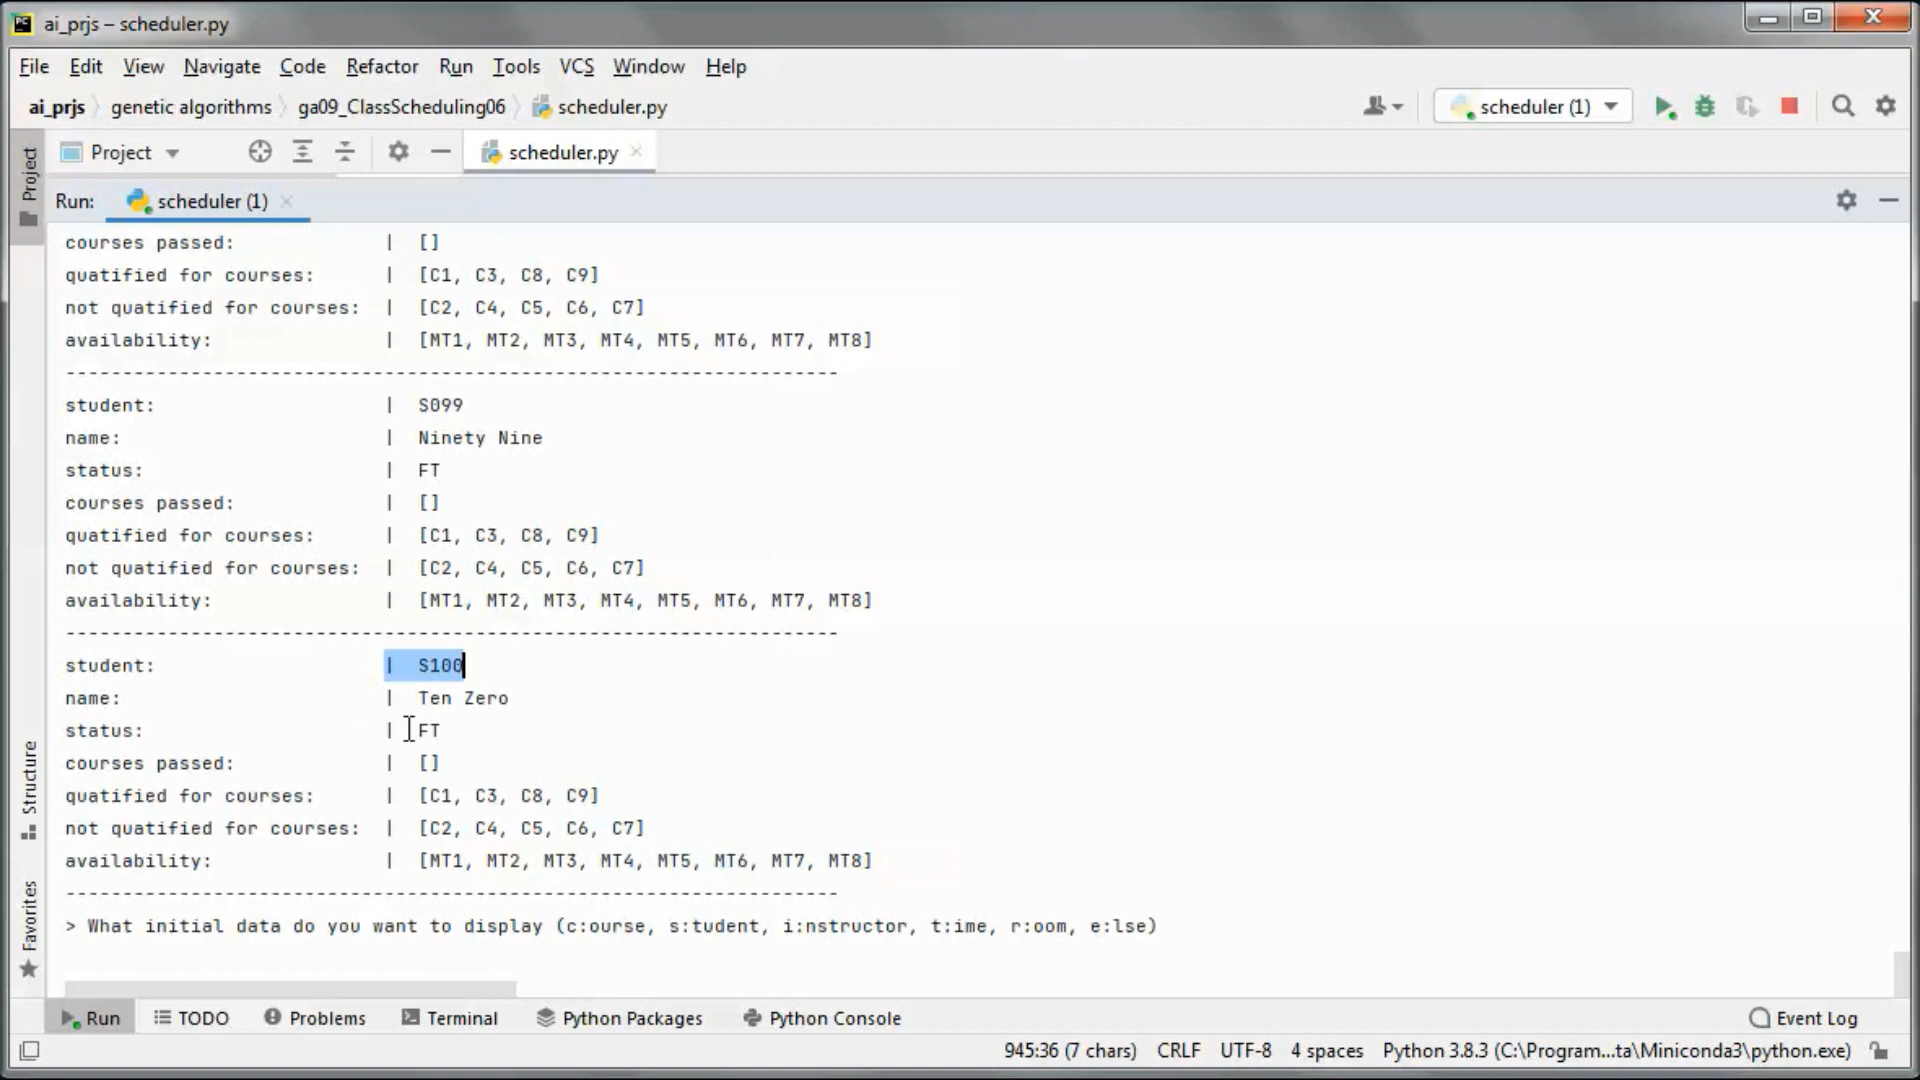 ai_prjs – scheduler.py
File Edit View Navigate Code Refactor Run Tools VCS Window Help
ai_prjs genetic algorithms ga09_ClassScheduling06 scheduler.py scheduler (1)
Project scheduler.py
Project
Run: scheduler (1)
courses passed: | []
quatified for courses: | [C1, C3, C8, C9]
not quatified for courses: | [C2, C4, C5, C6, C7]
availability: | [MT1, MT2, MT3, MT4, MT5, MT6, MT7, MT8]
--------------------------------------------------------------------
student: | S099
name: | Ninety Nine
status: | FT
courses passed: | []
quatified for courses: | [C1, C3, C8, C9]
not quatified for courses: | [C2, C4, C5, C6, C7]
availability: | [MT1, MT2, MT3, MT4, MT5, MT6, MT7, MT8]
--------------------------------------------------------------------
student: | S100
name: | Ten Zero
status: | FT
courses passed: | []
quatified for courses: | [C1, C3, C8, C9]
not quatified for courses: | [C2, C4, C5, C6, C7]
availability: | [MT1, MT2, MT3, MT4, MT5, MT6, MT7, MT8]
--------------------------------------------------------------------
> What initial data do you want to display (c:ourse, s:tudent, i:nstructor, t:ime, r:oom, e:lse)
Structure
Favorites
Run TODO Problems Terminal Python Packages Python Console Event Log
945:36 (7 chars) CRLF UTF-8 4 spaces Python 3.8.3 (C:\Program...ta\Miniconda3\python.exe)